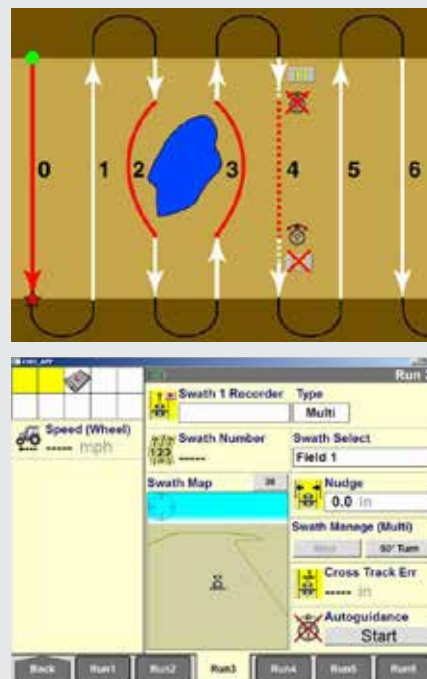 0 1 2 3 4 5 6
Run 3
Swath 1 Recorder Type
Multi
Speed (Wheel)
----- mph
Swath Number
-----
Swath Select
Field 1
Swath Map
Nudge
0.0 in
Swath Manage (Multi)
Turn
Cross Track Err
----- in
Autoguidance
Start
Back Run1 Run2 Run3 Run4 Run5 Run6